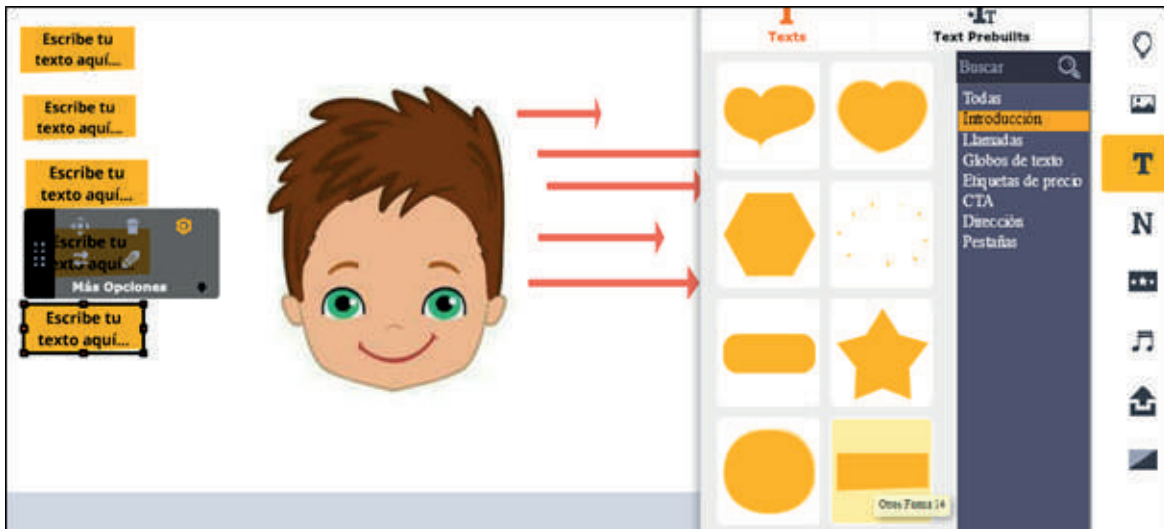 Escribe tu
texto aquí...
Escribe tu
texto aquí...
Escribe tu
texto aquí...
Escribe tu
texto aquí...
Más Opciones
Escribe tu
texto aquí...
Texts
Text Prebuilts
Buscar
Todas
Introducción
Llamadas
Globos de texto
Etiquetas de precio
CTA
Dirección
Pestañas
Otras Forma 14